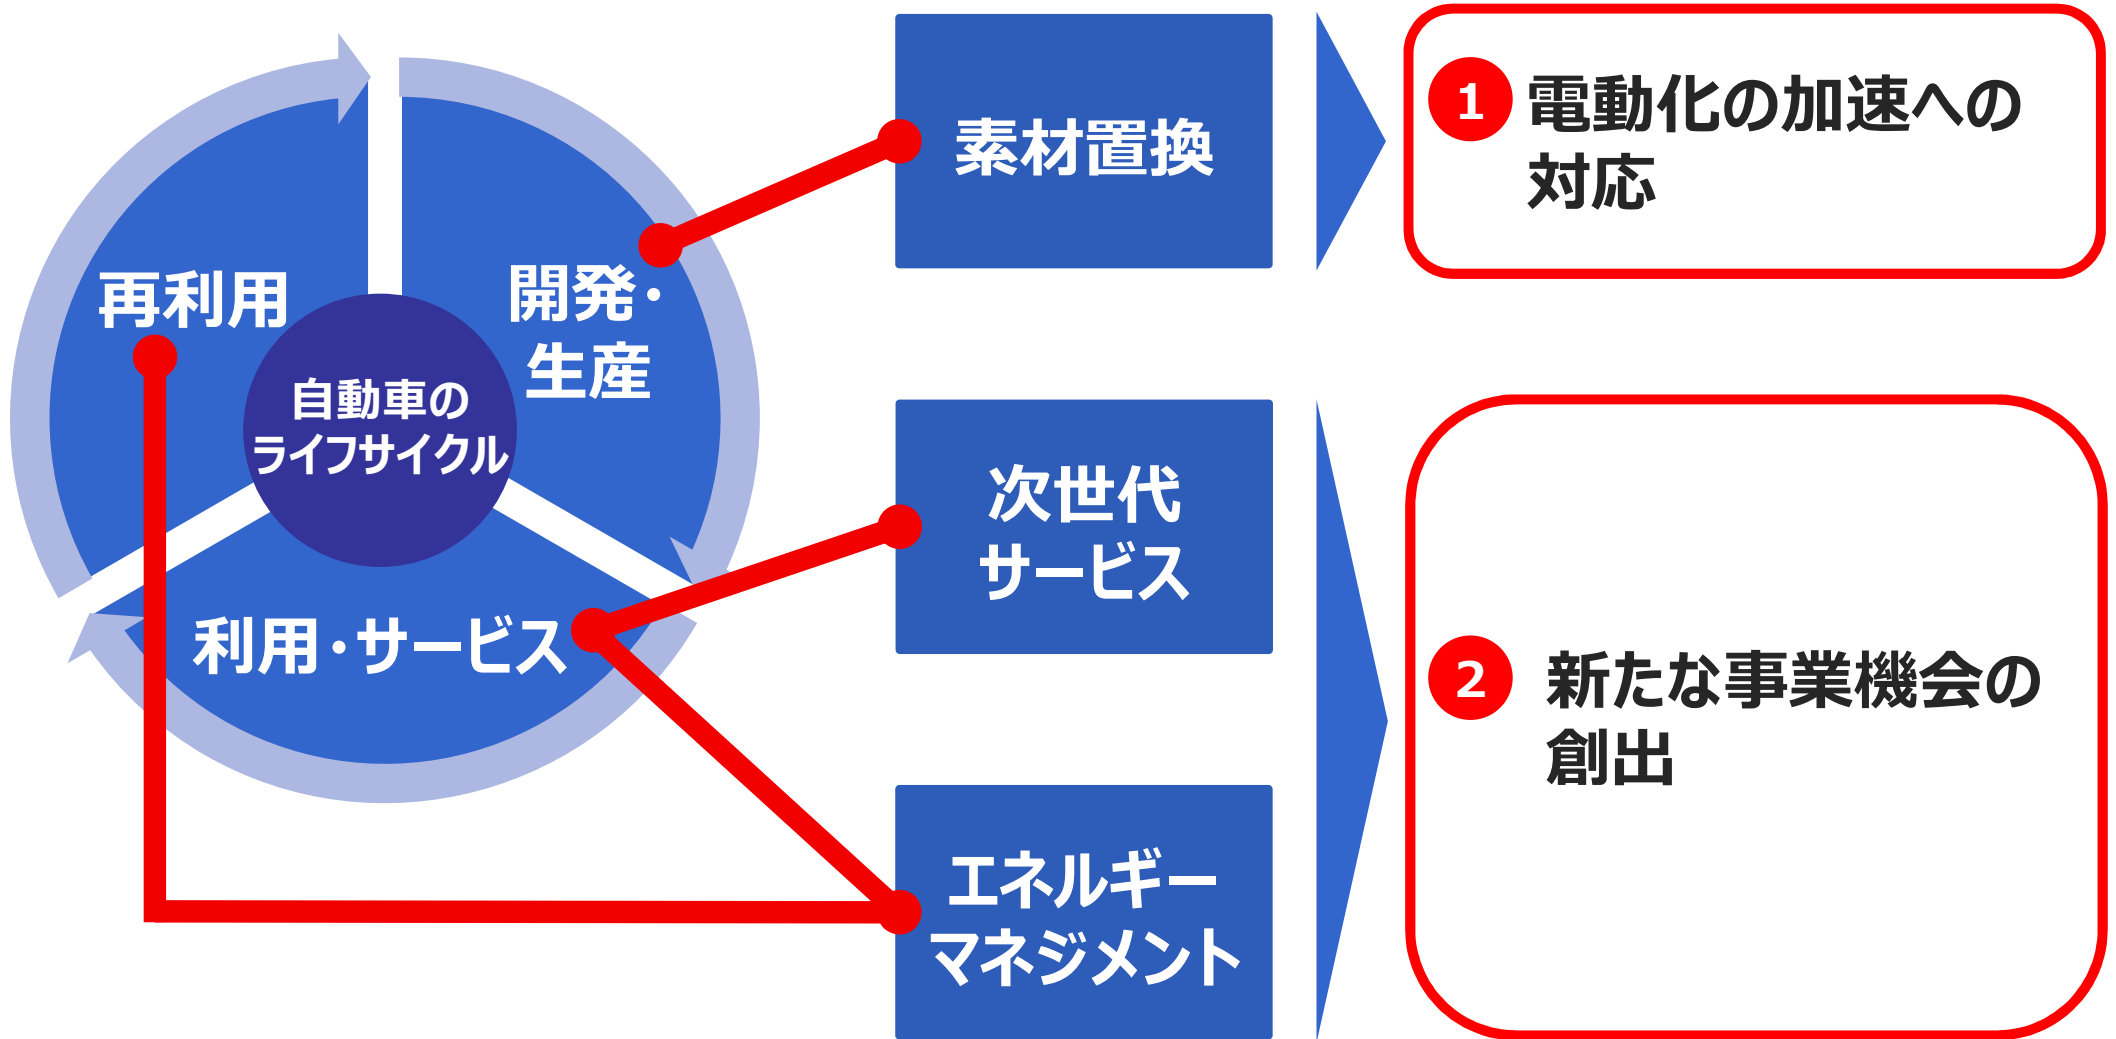 再利用
開発・
生産
自動車の
ライフサイクル
利用・サービス
素材置換
次世代
サービス
エネルギー
マネジメント
1 電動化の加速への
対応
2 新たな事業機会の
創出